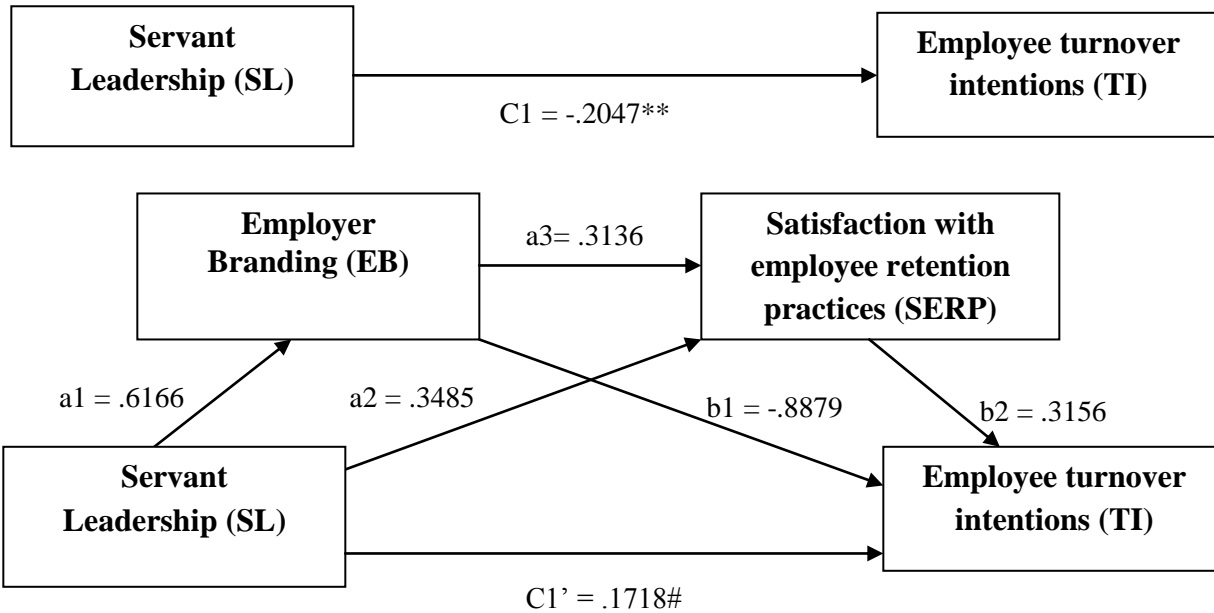 Servant
Leadership (SL)
Employee turnover
intentions (TI)
C1 = -.2047**
Employer
Branding (EB)
a3= .3136
Satisfaction with
employee retention
practices (SERP)
a1 = .6166
a2 = .3485
b1 = -.8879
b2 = .3156
Servant
Leadership (SL)
Employee turnover
intentions (TI)
C1’ = .1718#